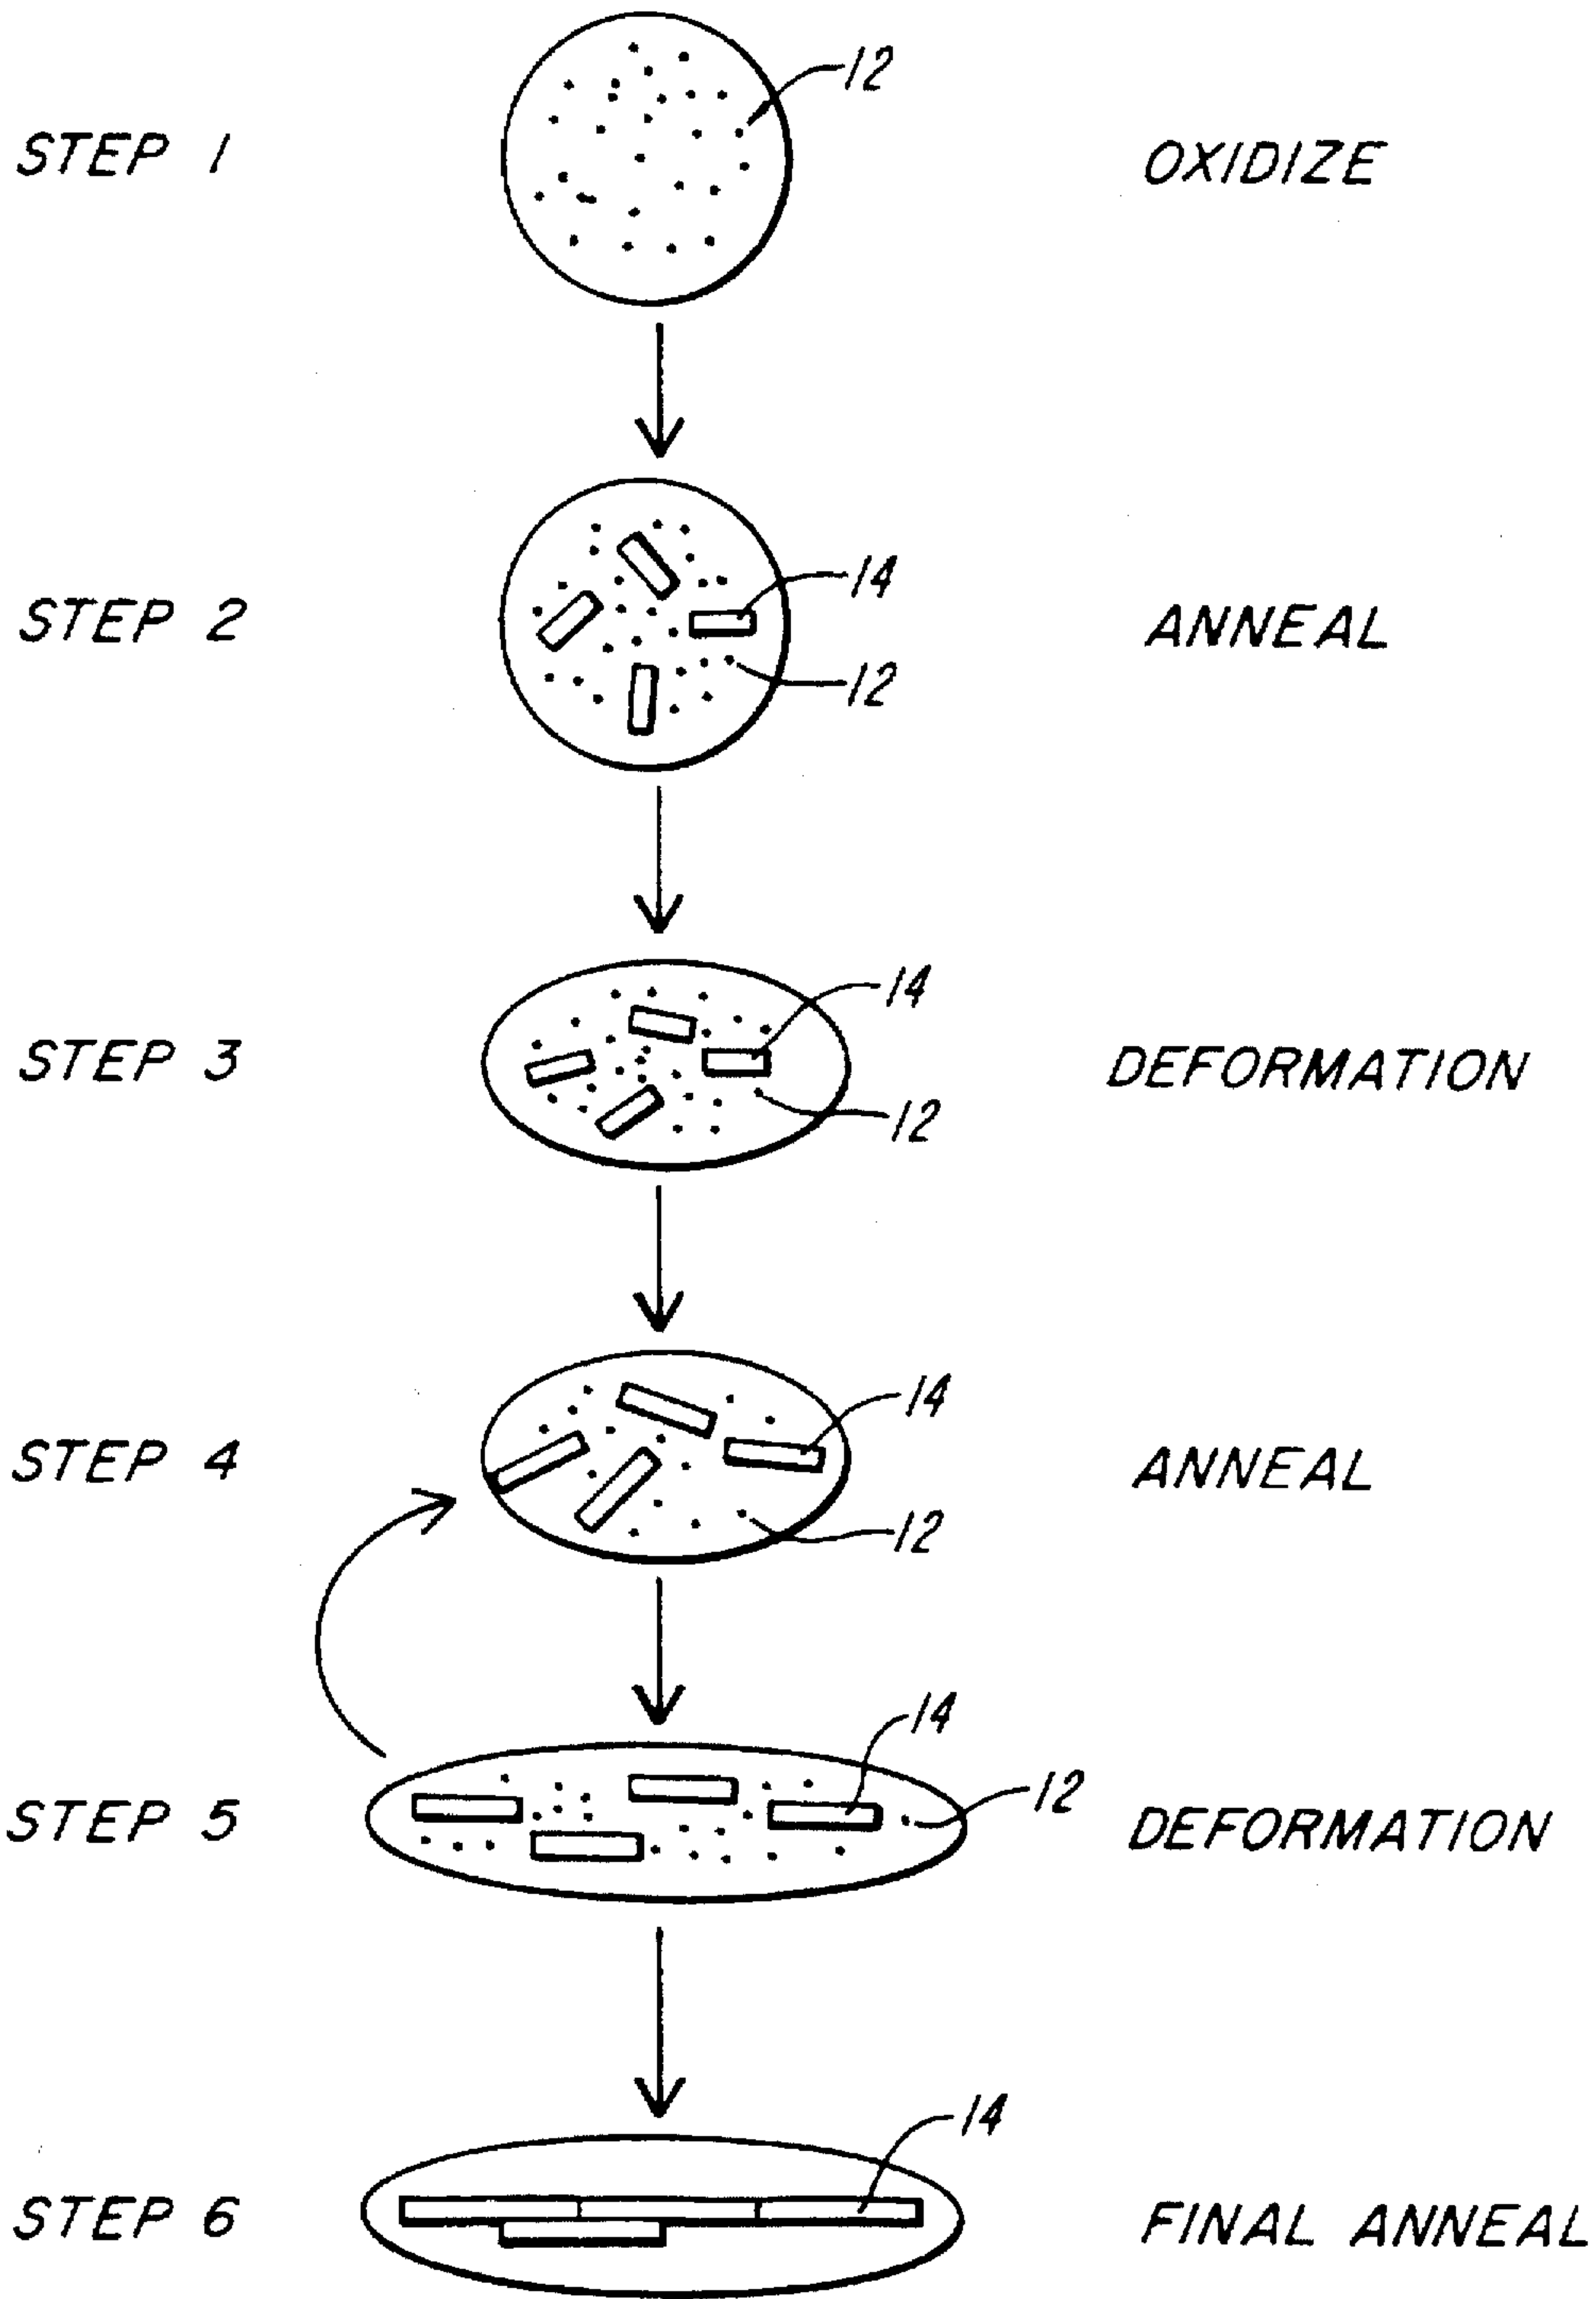 12
STEP 1 OXIDIZE
14
STEP 2 ANNEAL
12
14
STEP 3 DEFORMATION
12
14
STEP 4 ANNEAL
12
14
12
STEP 5 DEFORMATION
14
STEP 6 FINAL ANNEAL